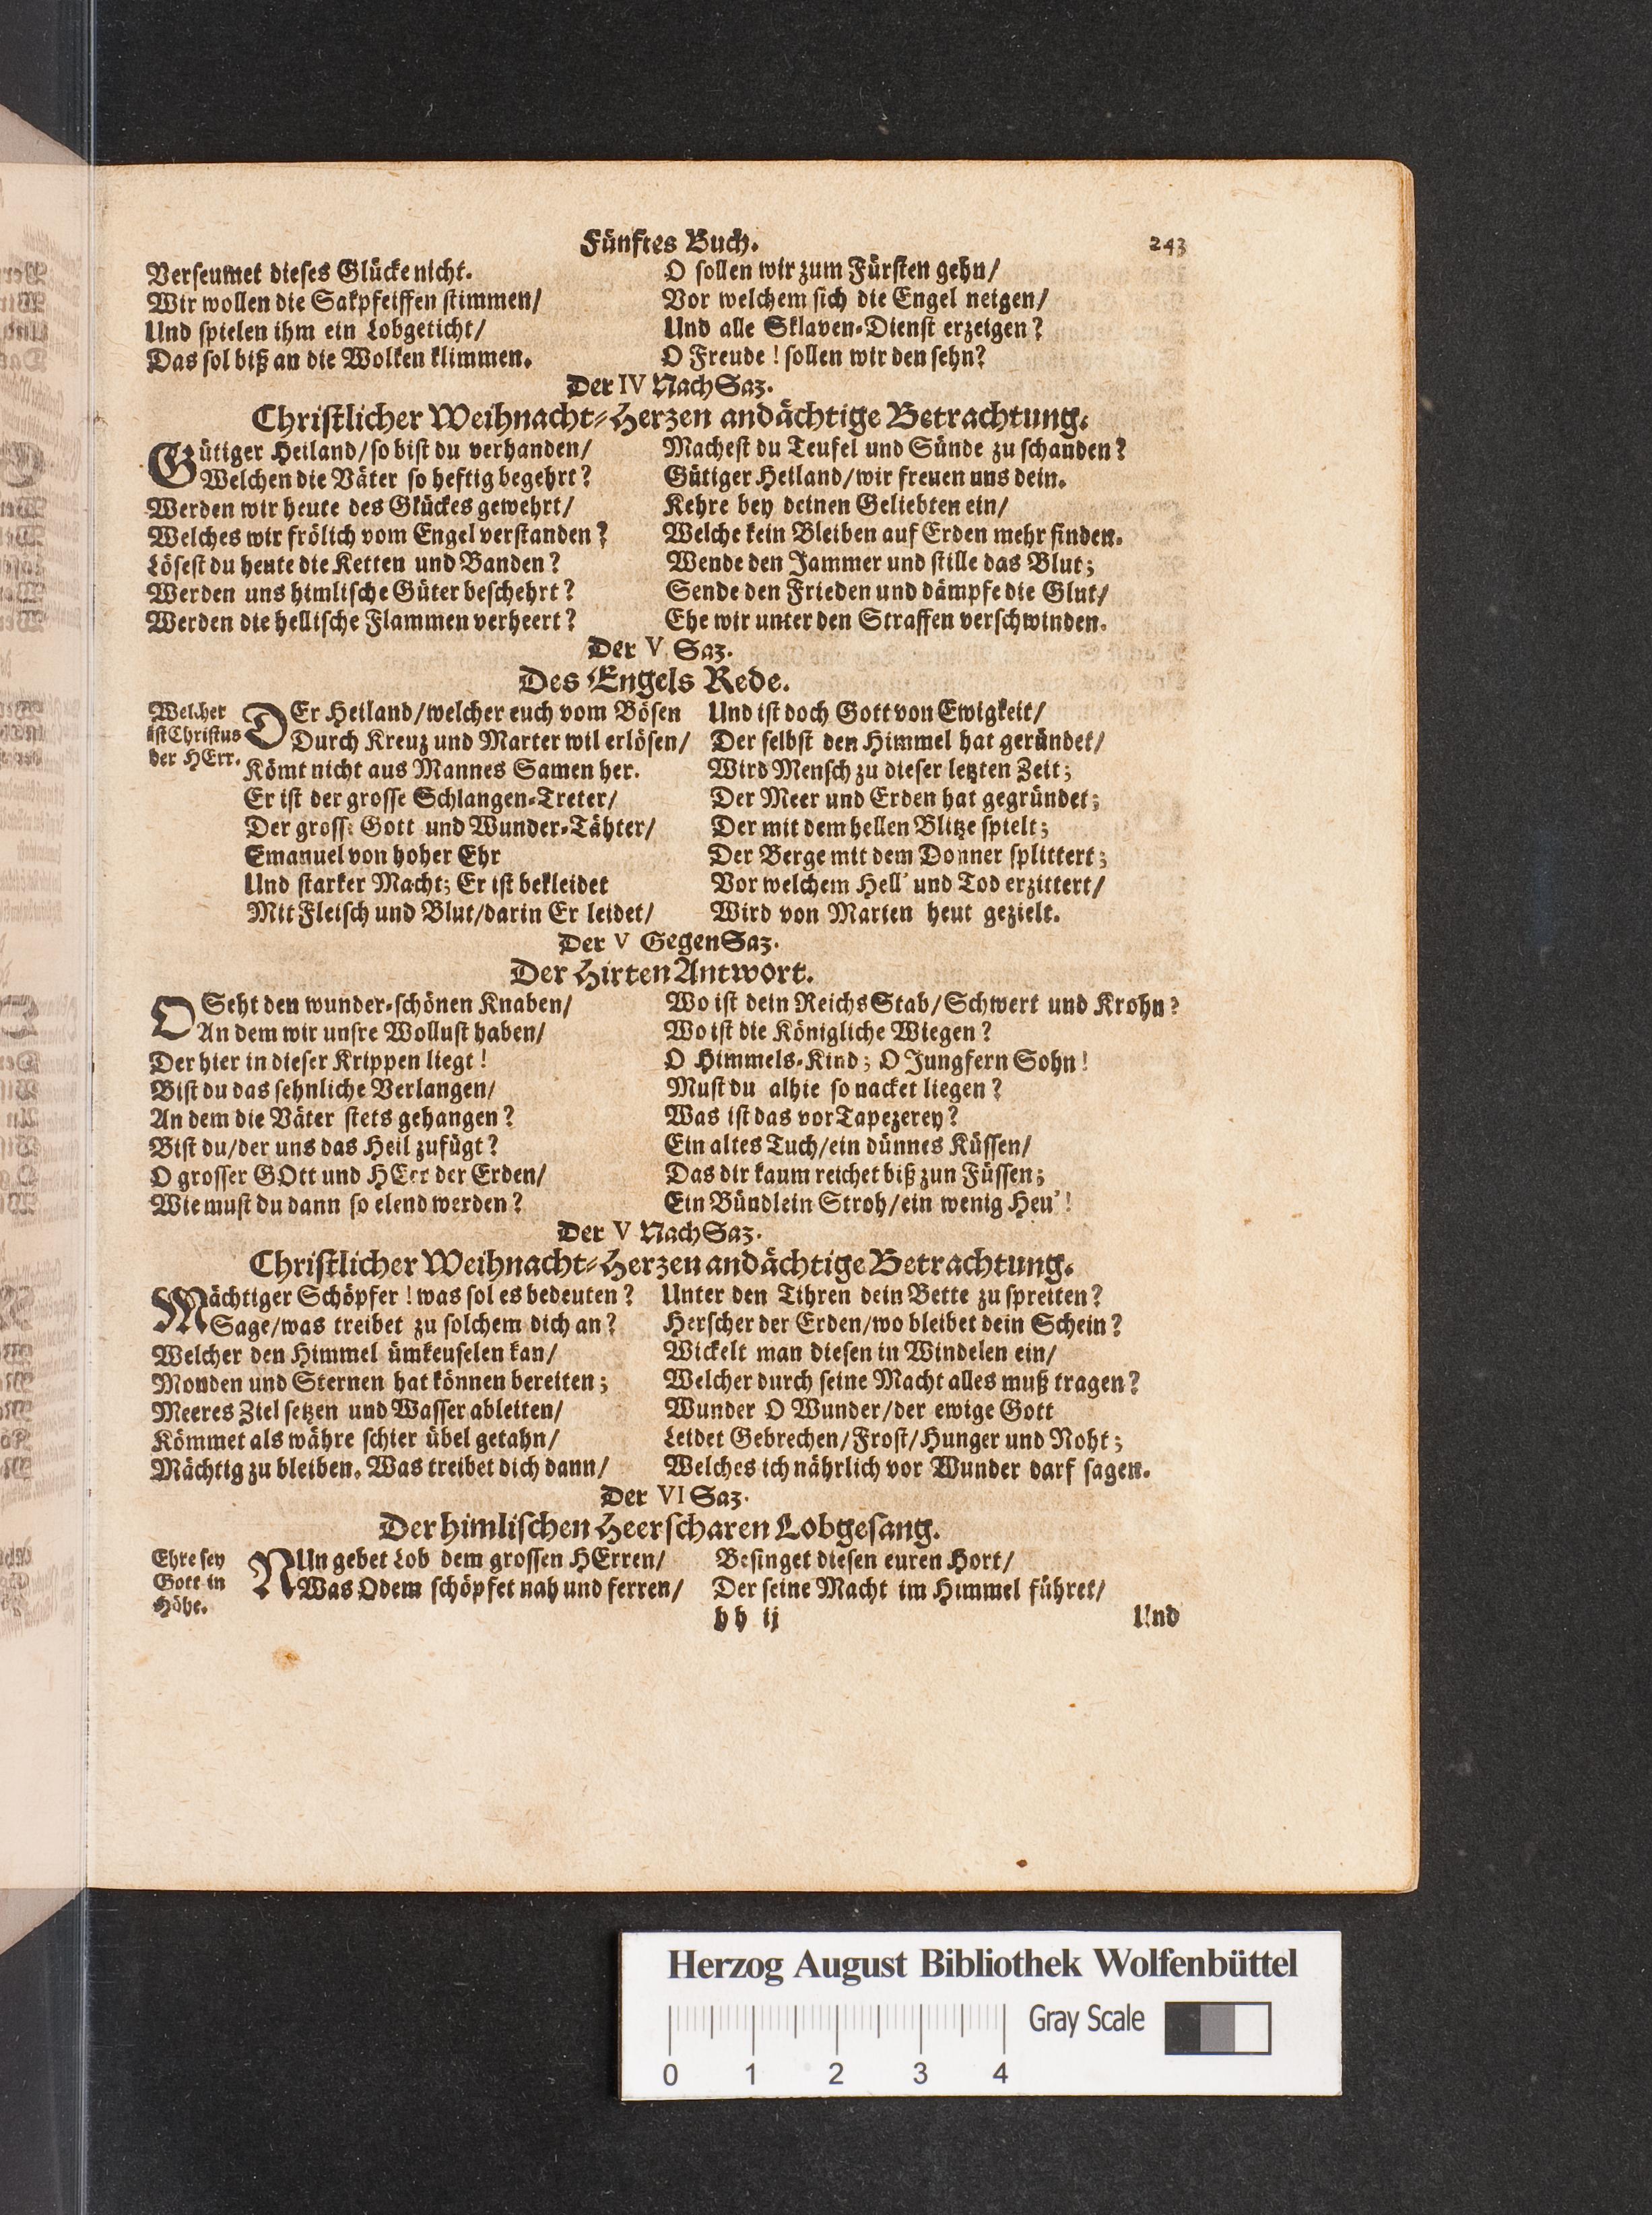 Fünftes Buch. 243
Verseumet dieses Glücke nicht.
Wir wollen die Sakpfeiffen stimmen/
Und spielen ihm ein Lobgeticht/
Das sol biß an die Wolken klimmen.
O sollen wir zum Fürsten gehn/
Vor welchem sich die Engel neigen/
Und alle Sklaven-Dienst erzeigen?
O Freude! sollen wir den sehn?
Der IV NachSaz.
Christlicher Weihnacht-Herzen andächtige Betrachtung.
Gütiger Heiland/so bist du verhanden/
Welchen die Väter so heftig begehrt?
Werden wir heute des Glückes gewehrt/
Welches wir frölich vom Engel verstanden?
Lösest du heute die Ketten und Banden?
Werden uns himlische Güter beschehrt?
Werden die hellische Flammen verheert?
Machest du Teufel und Sünde zu schanden?
Gütiger Heiland/wir freuen uns dein.
Kehre bey deinen Geliebten ein/
Welche kein Bleiben auf Erden mehr finden.
Wende den Jammer und stille das Blut;
Sende den Frieden und dämpfe die Glut/
Ehe wir unter den Straffen verschwinden.
Der V Saz.
Des Engels Rede.
Welcher
ist Christus
der HErr.
DEr Heiland/welcher euch vom Bösen
Durch Kreuz und Marter wil erlösen/
Kömt nicht aus Mannes Samen her.
Er ist der grosse Schlangen-Treter/
Der grosse Gott und Wunder-Tähter/
Emanuel von hoher Ehr
Und starker Macht; Er ist bekleidet
Mit Fleisch und Blut/darin Er leidet/
Und ist doch Gott von Ewigkeit/
Der selbst den Himmel hat geründet/
Wird Mensch zu dieser letzten Zeit;
Der Meer und Erden hat gegründet;
Der mit dem hellen Blitze spielt;
Der Berge mit dem Donner splittert;
Vor welchem Hell' und Tod erzittert/
Wird von Marien heut gezielt.
Der V GegenSaz.
Der Hirten Antwort.
O Seht den wunder-schönen Knaben/
An dem wir unsre Wollust haben/
Der hier in dieser Krippen liegt!
Bist du das sehnliche Verlangen/
An dem die Väter stets gehangen?
Bist du/der uns das Heil zufügt?
O grosser GOtt und HErr der Erden/
Wie must du dann so elend werden?
Wo ist dein ReichsStab/Schwert und Krohn?
Wo ist die Königliche Wiegen?
O Himmels-Kind; O Jungfern Sohn!
Must du alhie so nacket liegen?
Was ist das vor Tapezerey?
Ein altes Tuch/ein dünnes Küssen/
Das dir kaum reichet biß zun Füssen;
Ein Bündlein Stroh/ein wenig Heu'!
Der V NachSaz.
Christlicher Weihnacht-Herzen andächtige Betrachtung.
Mächtiger Schöpfer! was sol es bedeuten?
Sage/was treibet zu solchem dich an?
Welcher den Himmel ümkeuselen kan/
Monden und Sternen hat können bereiten;
Meeres Ziel setzen und Wasser ableiten/
Kömmet als währe schier übel getahn/
Mächtig zu bleiben. Was treibet dich dann/
Unter den Tihren dein Bette zu spreiten?
Herscher der Erden/wo bleibet dein Schein?
Wickelt man diesen in Windelen ein/
Welcher durch seine Macht alles muß tragen?
Wunder O Wunder/der ewige Gott
Leidet Gebrechen/Frost/Hunger und Noht;
Welches ich nährlich vor Wunder darf sagen.
Der VI Saz.
Der himlischen Heerscharen Lobgesang.
Ehre sey
Gott in
Höhe.
NUn gebet Lob dem grossen HErren/
Was Odem schöpfet nah und ferren/
Besinget diesen euren Hort/
Der seine Macht im Himmel führet/
hh ij Und
Herzog August Bibliothek Wolfenbüttel
Gray Scale
0 1 2 3 4